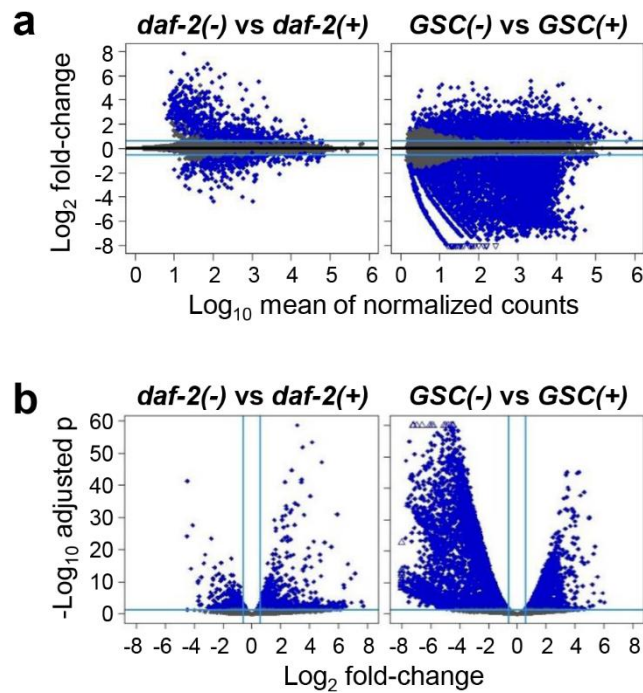 a
daf-2(-) vs daf-2(+) GSC(-) vs GSC(+)
Log2 fold-change
8
6
4
2
0
-2
-4
-6
-8
0 1 2 3 4 5 6 0 1 2 3 4 5 6
Log10 mean of normalized counts
b
daf-2(-) vs daf-2(+) GSC(-) vs GSC(+)
-Log10 adjusted p
60
50
40
30
20
10
0
-8 -6 -4 -2 0 2 4 6 8 -8 -6 -4 -2 0 2 4 6 8
Log2 fold-change